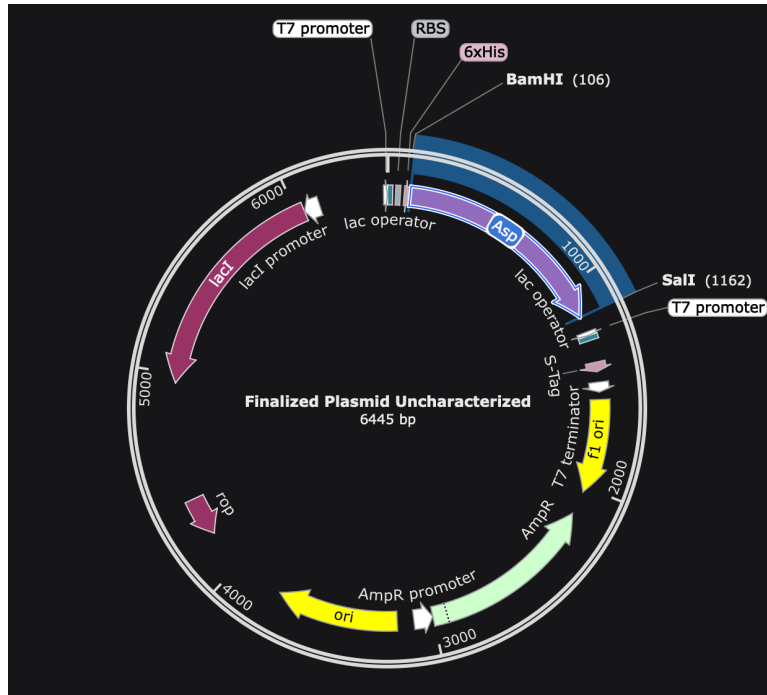 T7 promoter
RBS
6xHis
BamHI (106)
6000
lac operator
Asp
1000
lacI promoter
lacI
lac operator
SalI (1162)
T7 promoter
S-Tag
5000
Finalized Plasmid Uncharacterized
6445 bp
T7 terminator
f1 ori
2000
rop
AmpR
4000
AmpR promoter
ori
3000